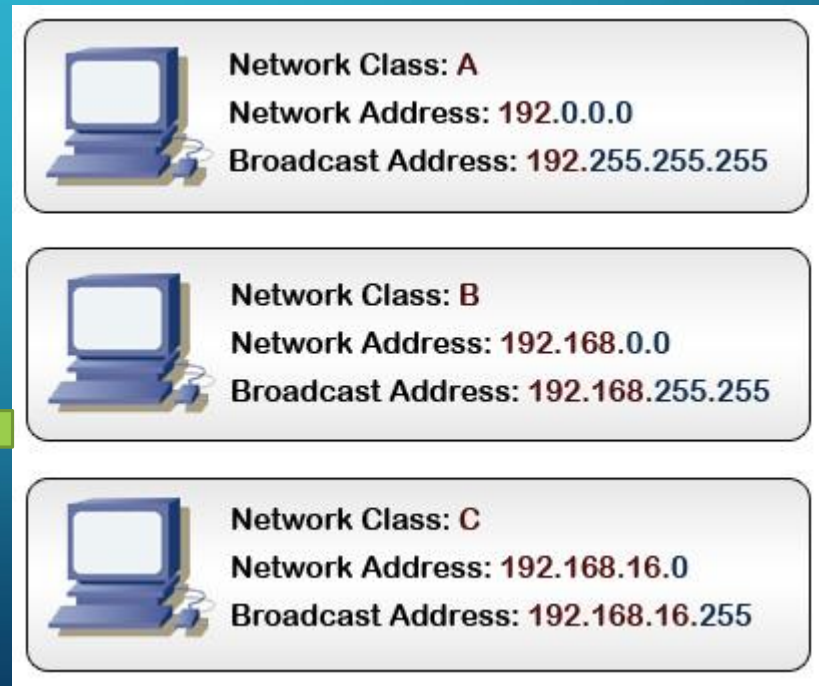 Network Class: A
Network Address: 192.0.0.0
Broadcast Address: 192.255.255.255
Network Class: B
Network Address: 192.168.0.0
Broadcast Address: 192.168.255.255
Network Class: C
Network Address: 192.168.16.0
Broadcast Address: 192.168.16.255